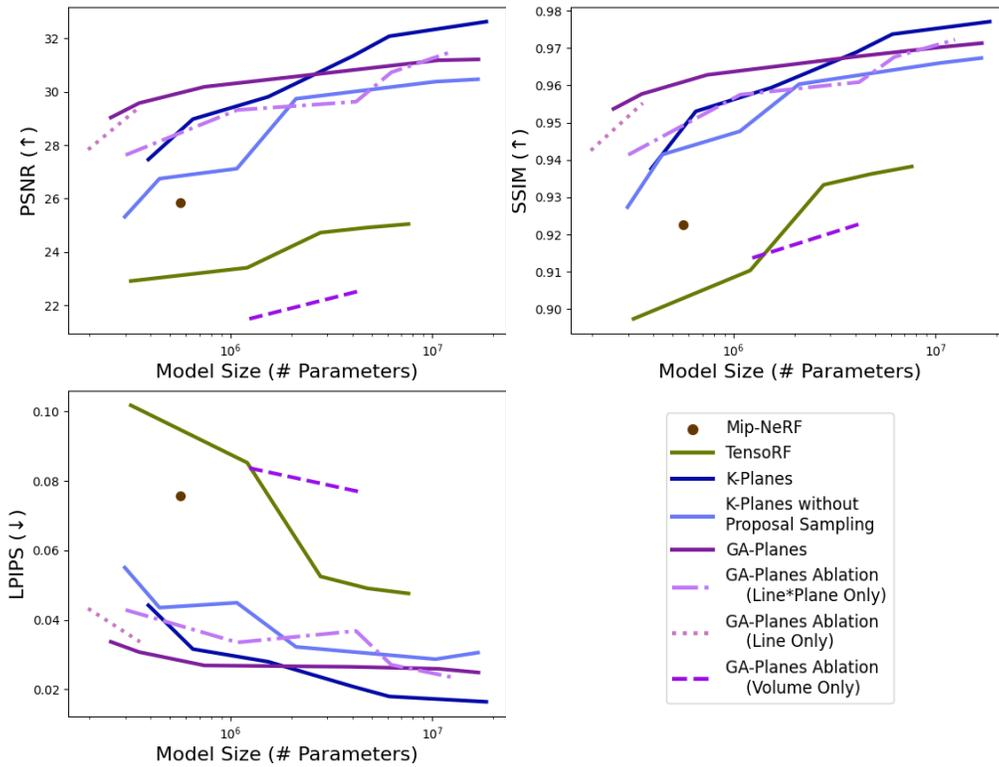 32
30
28
26
24
22
PSNR (↑)
10⁶
10⁷
Model Size (# Parameters)
0.98
0.97
0.96
0.95
0.94
0.93
0.92
0.91
0.90
SSIM (↑)
10⁶
10⁷
Model Size (# Parameters)
0.10
0.08
0.06
0.04
0.02
LPIPS (↓)
10⁶
10⁷
Model Size (# Parameters)
Mip-NeRF
TensoRF
K-Planes
K-Planes without
Proposal Sampling
GA-Planes
GA-Planes Ablation
(Line*Plane Only)
GA-Planes Ablation
(Line Only)
GA-Planes Ablation
(Volume Only)